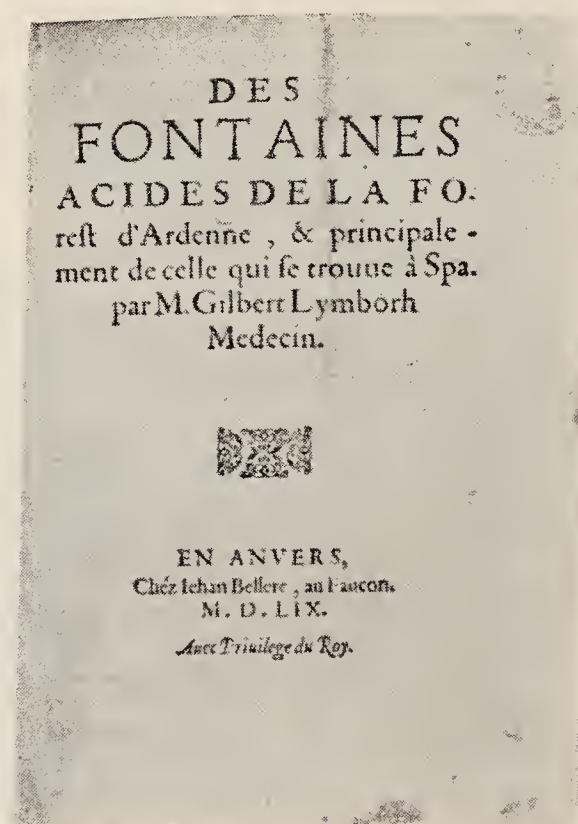 DES
FONTAINES
ACIDES DE LA FO-
reſt d'Ardenne , & principale-
ment de celle qui ſe trouue à Spa.
par M. Gilbert Lymborh
Medecin.
EN ANVERS,
Chéz Iehan Bellere , au Faucon.
M. D. LIX.
Auec Priuilege du Roy.